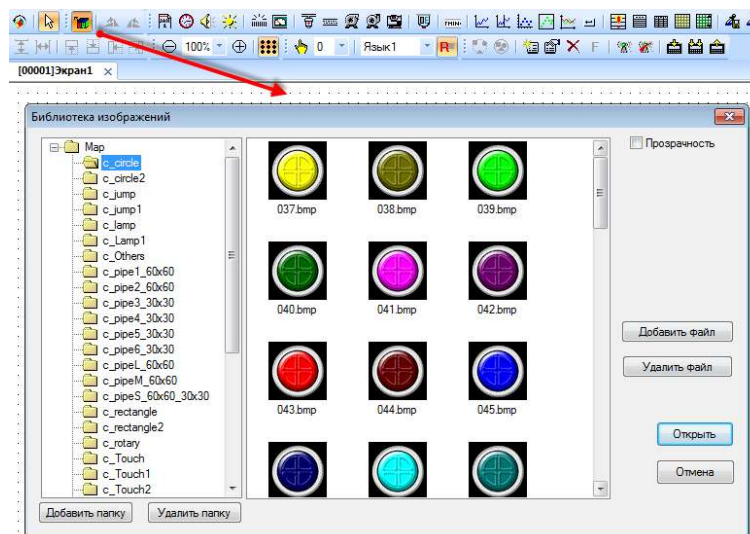 100%
0
Язык1
R
F
[00001]Экран1
Библиотека изображений
Map
c_circle
c_circle2
c_jump
c_jump1
c_lamp
c_Lamp1
c_Others
c_pipe1_60x60
c_pipe2_60x60
c_pipe3_30x30
c_pipe4_30x30
c_pipe5_30x30
c_pipe6_30x30
c_pipeL_60x60
c_pipeM_60x60
c_pipeS_60x60_30x30
c_rectangle
c_rectangle2
c_rotary
c_Touch
c_Touch1
c_Touch2
Добавить папку Удалить папку
037.bmp 038.bmp 039.bmp
040.bmp 041.bmp 042.bmp
043.bmp 044.bmp 045.bmp
Прозрачность
Добавить файл
Удалить файл
Открыть
Отмена